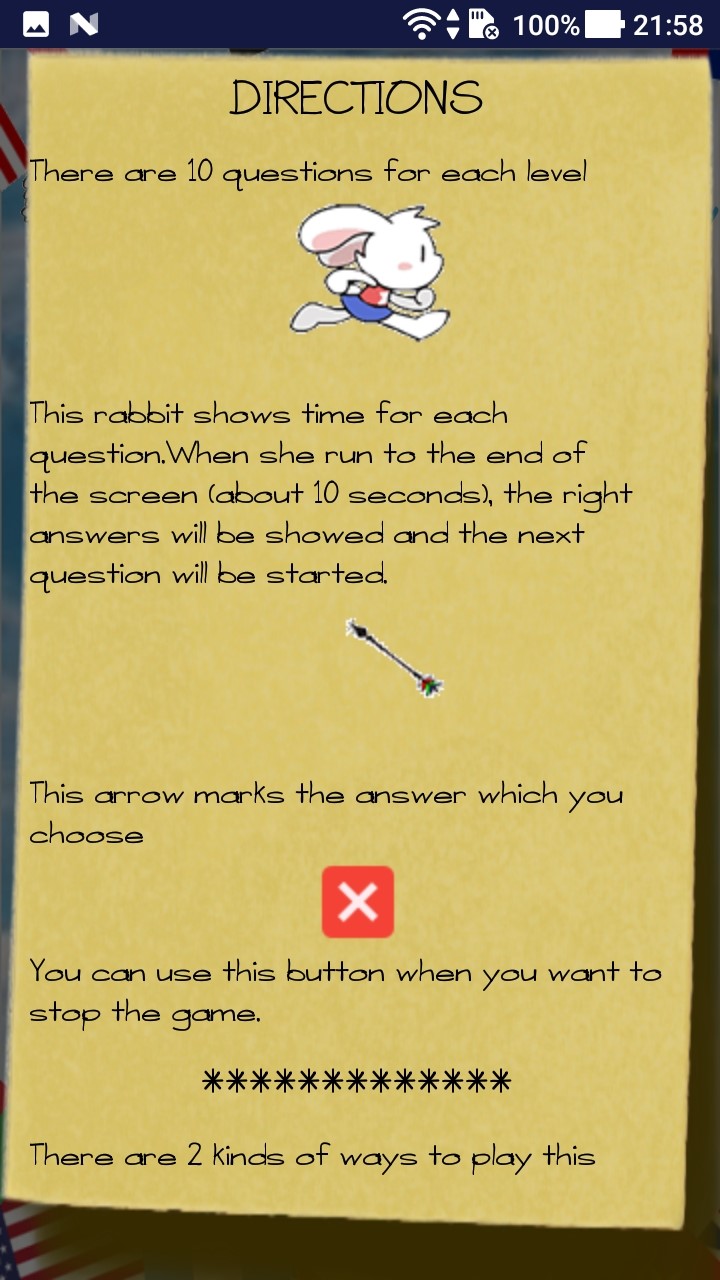 100% 21:58
DIRECTIONS
There are 10 questions for each level
This rabbit shows time for each
question.When she run to the end of
the screen (about 10 seconds), the right
answers will be showed and the next
question will be started.
This arrow marks the answer which you
choose
You can use this button when you want to
stop the game.
*************
There are 2 kinds of ways to play this